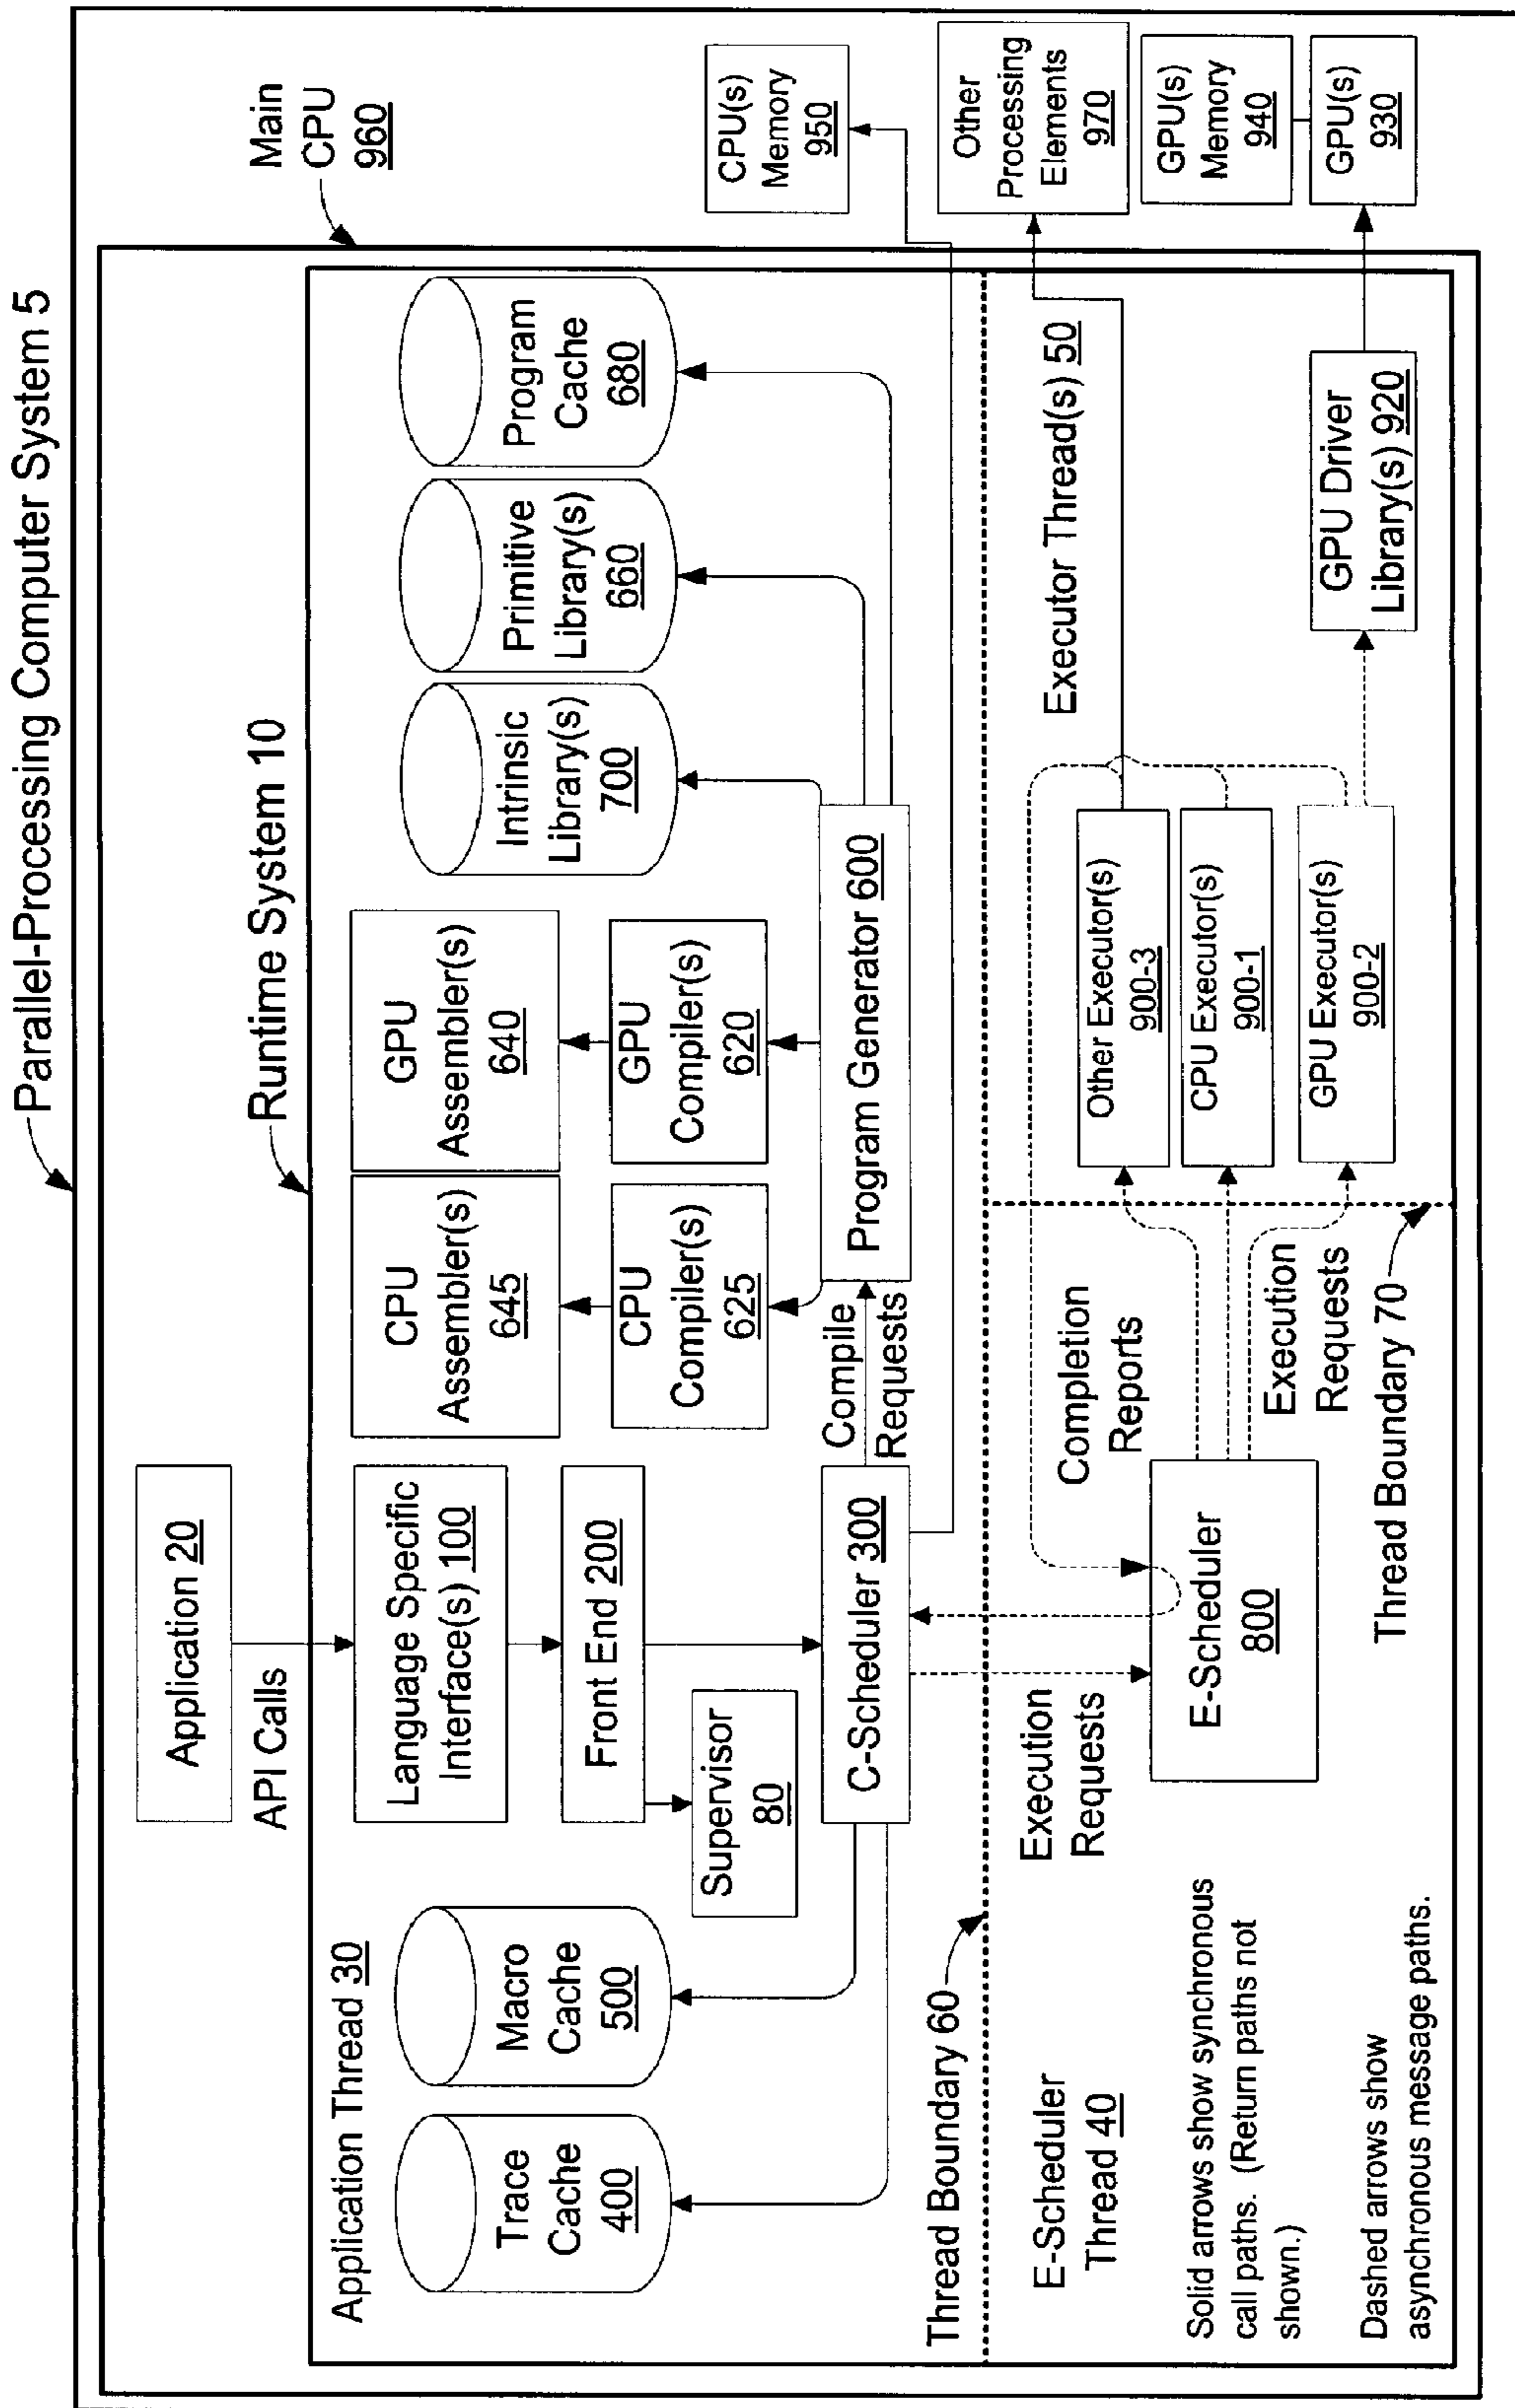 Parallel-Processing Computer System 5
Runtime System 10
Main
CPU
960
Application 20
API Calls
Application Thread 30
Trace
Cache
400
Macro
Cache
500
Language Specific
Interface(s) 100
Front End 200
Supervisor
80
C-Scheduler 300
CPU
Assembler(s)
645
GPU
Assembler(s)
640
CPU
Compiler(s)
625
GPU
Compiler(s)
620
Compile
Requests
Program Generator 600
Intrinsic
Library(s)
700
Primitive
Library(s)
660
Program
Cache
680
CPU(s)
Memory
950
Other
Processing
Elements
970
GPU(s)
Memory
940
GPU(s)
930
Thread Boundary 60
E-Scheduler
Thread 40
Execution
Requests
E-Scheduler
800
Completion
Reports
Execution
Requests
Thread Boundary 70
Executor Thread(s) 50
Other Executor(s)
900-3
CPU Executor(s)
900-1
GPU Executor(s)
900-2
GPU Driver
Library(s) 920
Solid arrows show synchronous
call paths. (Return paths not
shown.)
Dashed arrows show
asynchronous message paths.